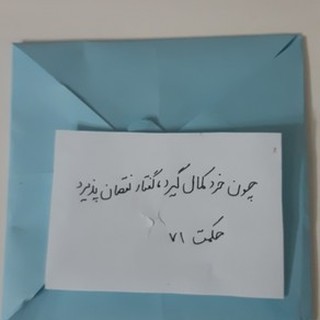 چون خرد کمال گیرد، گفتار نقصان پذیرد
حکمت ۷۱